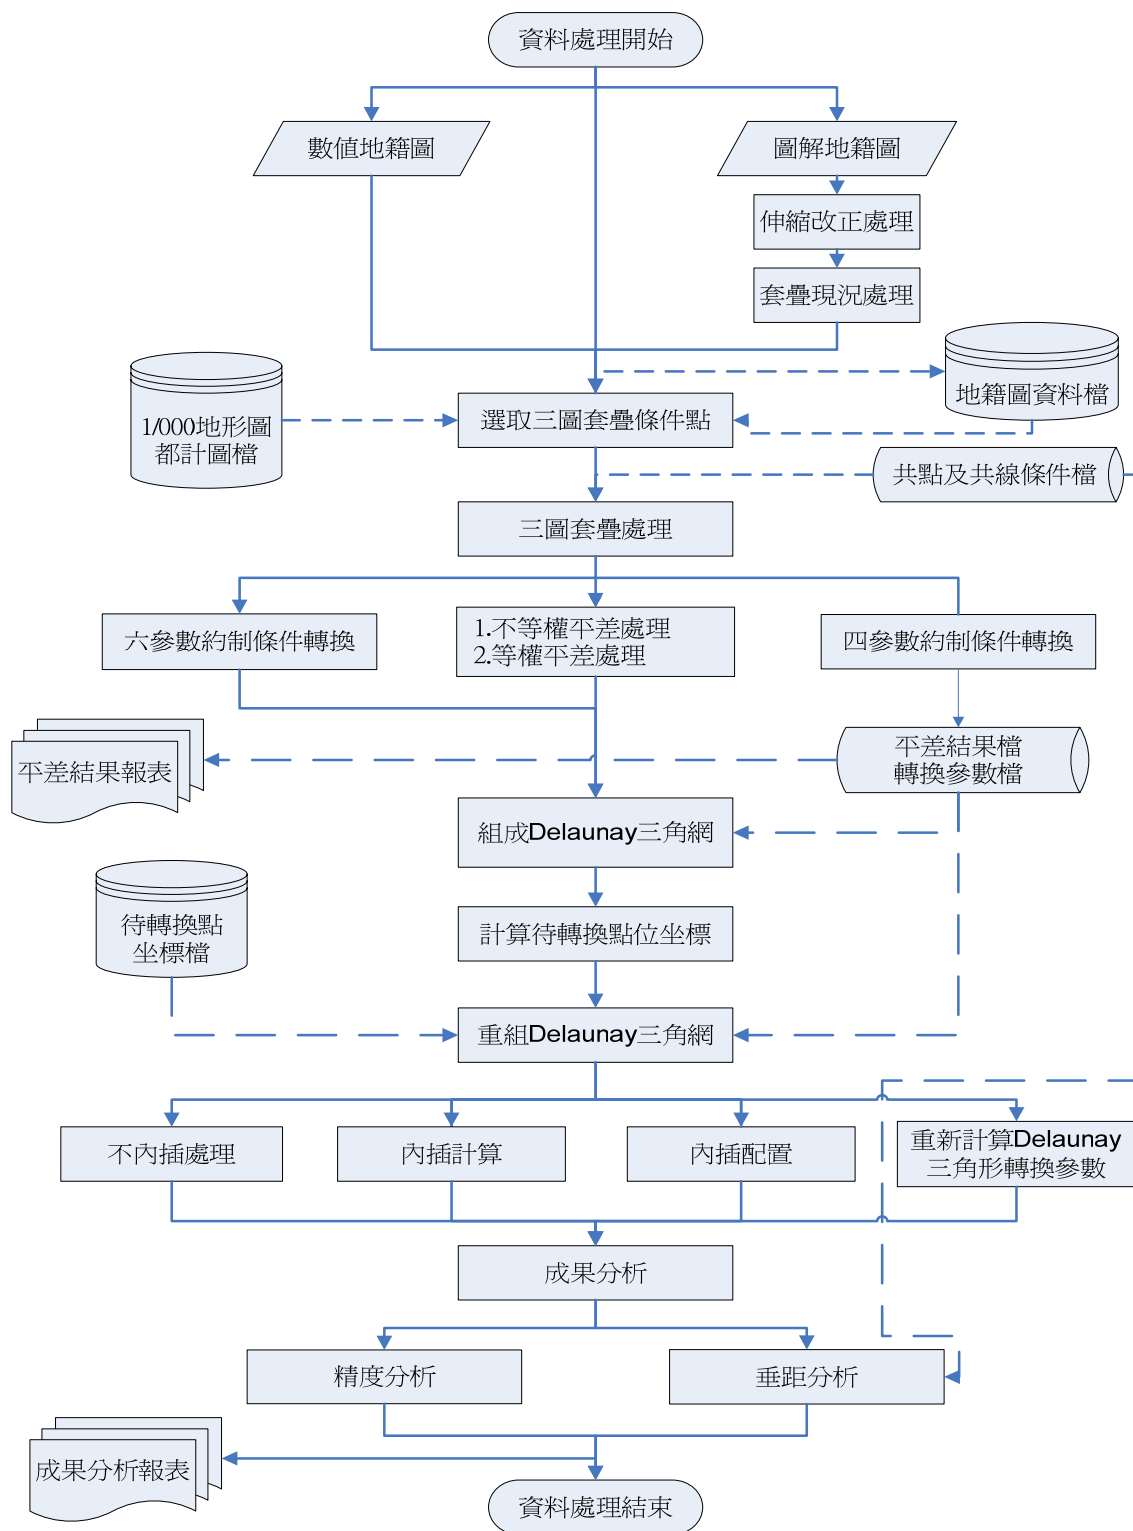 資料處理開始
數值地籍圖
圖解地籍圖
伸縮改正處理
套疊現況處理
地籍圖資料檔
1/000地形圖
都計圖檔
選取三圖套疊條件點
共點及共線條件檔
三圖套疊處理
六參數約制條件轉換
1.不等權平差處理
2.等權平差處理
四參數約制條件轉換
平差結果報表
平差結果檔
轉換參數檔
組成Delaunay三角網
待轉換點
坐標檔
計算待轉換點位坐標
重組Delaunay三角網
不內插處理
內插計算
內插配置
重新計算Delaunay
三角形轉換參數
成果分析
精度分析
垂距分析
成果分析報表
資料處理結束